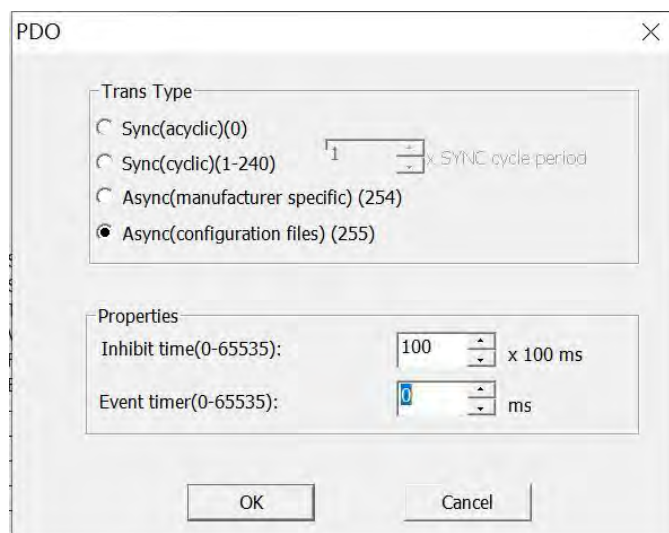 PDO
Trans Type
Sync(acyclic)(0)
Sync(cyclic)(1-240) 1 x SYNC cycle period
Async(manufacturer specific) (254)
Async(configuration files) (255)
Properties
Inhibit time(0-65535): 100 x 100 ms
Event timer(0-65535): 0 ms
OK Cancel